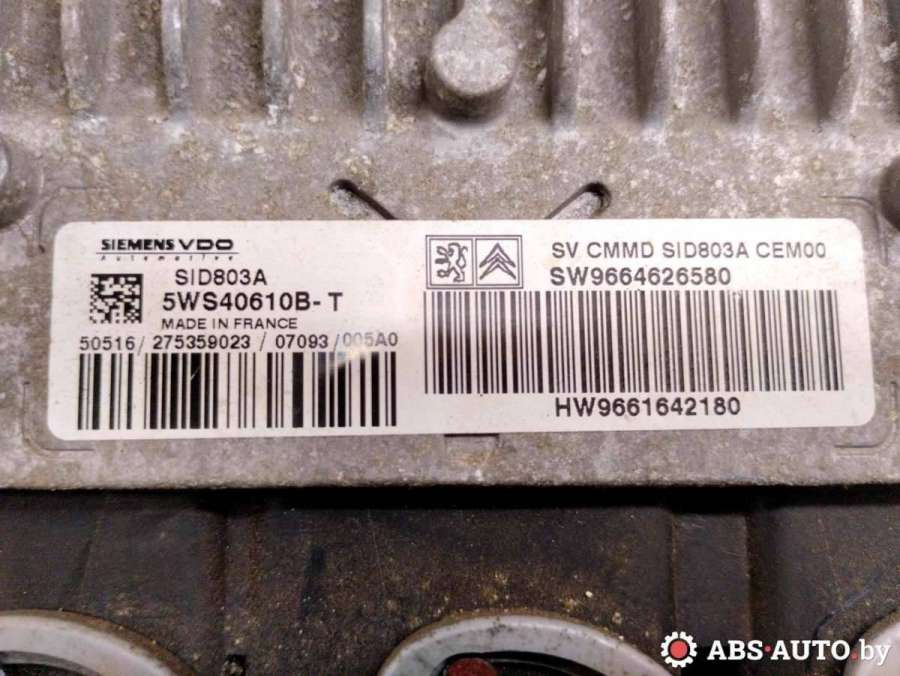 SIEMENS VDO
Automotive
SID803A
5WS40610B-T
MADE IN FRANCE
50516/ 275359023 / 07093/005A0
SV CMMD SID803A CEM00
SW9664626580
HW9661642180
ABS-AUTO.by